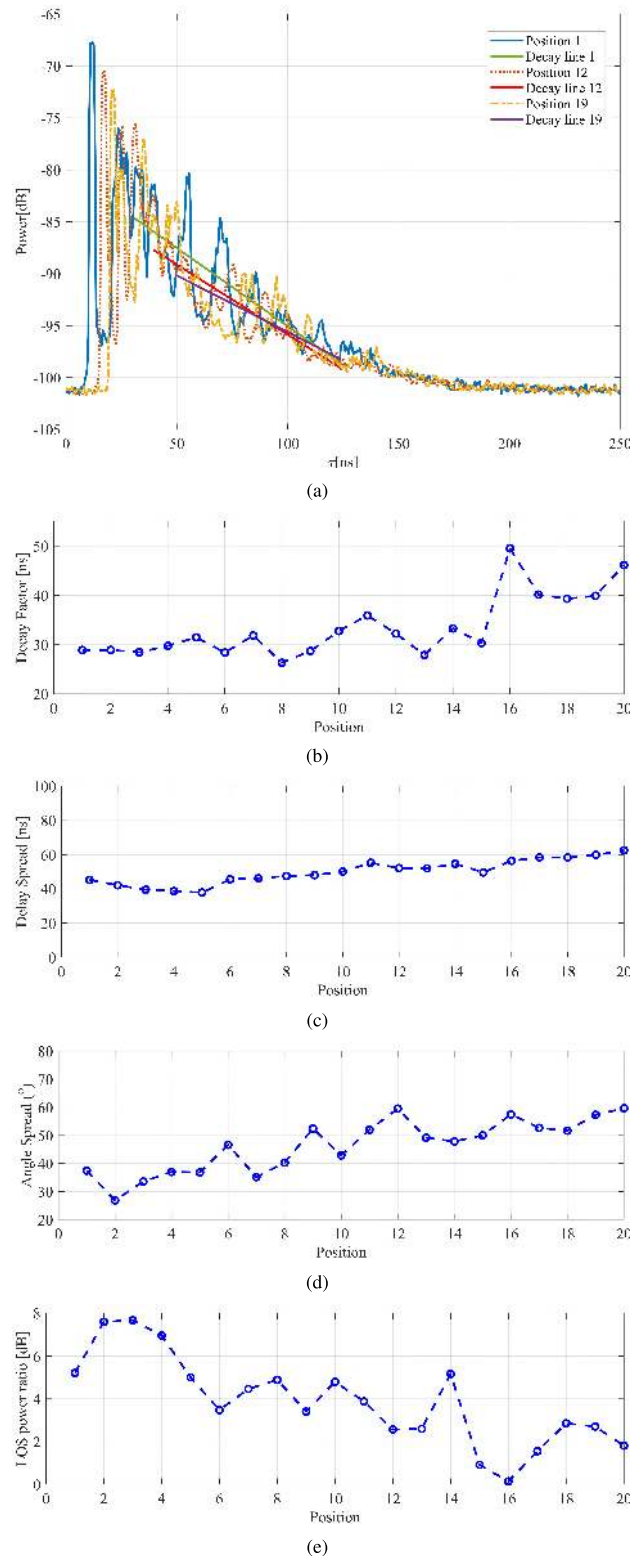 -65
-70
-75
-80
-85
-90
-95
-100
-105
Power[dB]
Position 1
Decay line 1
Position 12
Decay line 12
Position 19
Decay line 19
0 50 100 150 200 250
τ[ns]
(a)
50
40
30
20
Decay Factor [ns]
0 2 4 6 8 10 12 14 16 18 20
Position
(b)
100
80
60
40
20
0
Delay Spread [ns]
0 2 4 6 8 10 12 14 16 18 20
Position
(c)
80
70
60
50
40
30
20
Angle Spread (°)
0 2 4 6 8 10 12 14 16 18 20
Position
(d)
8
6
4
2
0
LOS power ratio [dB]
0 2 4 6 8 10 12 14 16 18 20
Position
(e)